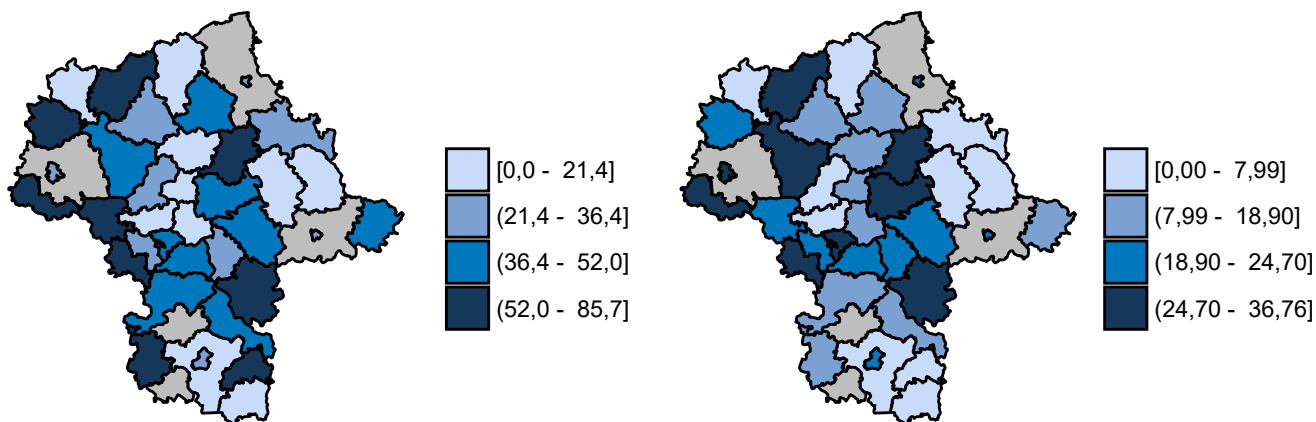 [0,0 - 21,4]
(21,4 - 36,4]
(36,4 - 52,0]
(52,0 - 85,7]
[0,00 - 7,99]
(7,99 - 18,90]
(18,90 - 24,70]
(24,70 - 36,76]